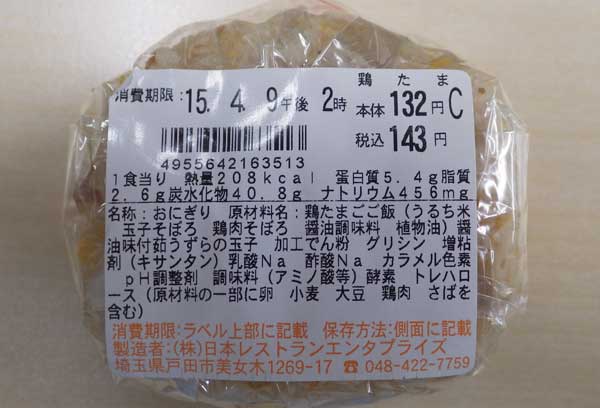 鶏たま
消費期限:15. 4. 9午後 2時 本体132円C
税込143円
4955642163513
1食当り 熱量208kcal 蛋白質5.4g脂質
2.6g炭水化物40.8g ナトリウム456mg
名称:おにぎり 原材料名:鶏たまごご飯(うるち米
玉子そぼろ 鶏肉そぼろ 醤油調味料 植物油)醤
油味付茹うずらの玉子 加工でん粉 グリシン 増粘
剤(キサンタン)乳酸Na 酢酸Na カラメル色素
pH調整剤 調味料(アミノ酸等)酵素 トレハロ
ース(原材料の一部に卵 小麦 大豆 鶏肉 さばを
含む)
消費期限:ラベル上部に記載 保存方法:側面に記載
製造者:(株)日本レストランエンタプライズ
埼玉県戸田市美女木1269-17 ☎048-422-7759